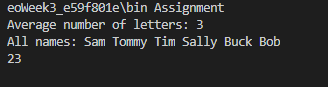 eoWeek3_e59f801e\bin Assignment
Average number of letters: 3
All names: Sam Tommy Tim Sally Buck Bob
23